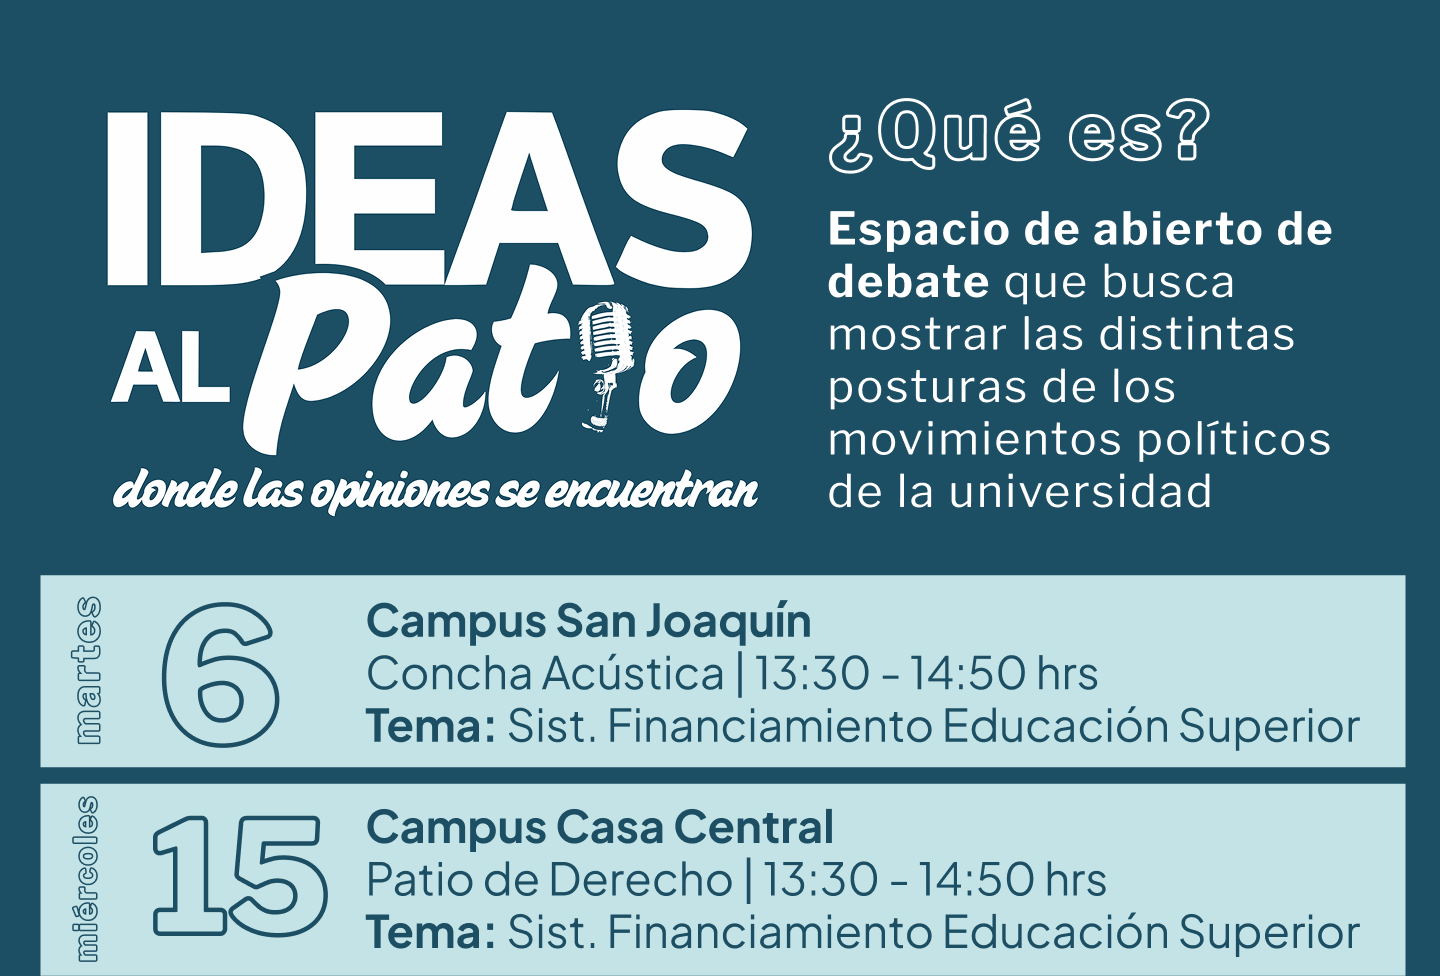 IDEAS
AL Patio
donde las opiniones se encuentran
¿Qué es?
Espacio de abierto de
debate que busca
mostrar las distintas
posturas de los
movimientos políticos
de la universidad
martes
6
Campus San Joaquín
Concha Acústica | 13:30 - 14:50 hrs
Tema: Sist. Financiamiento Educación Superior
miércoles
15
Campus Casa Central
Patio de Derecho | 13:30 - 14:50 hrs
Tema: Sist. Financiamiento Educación Superior